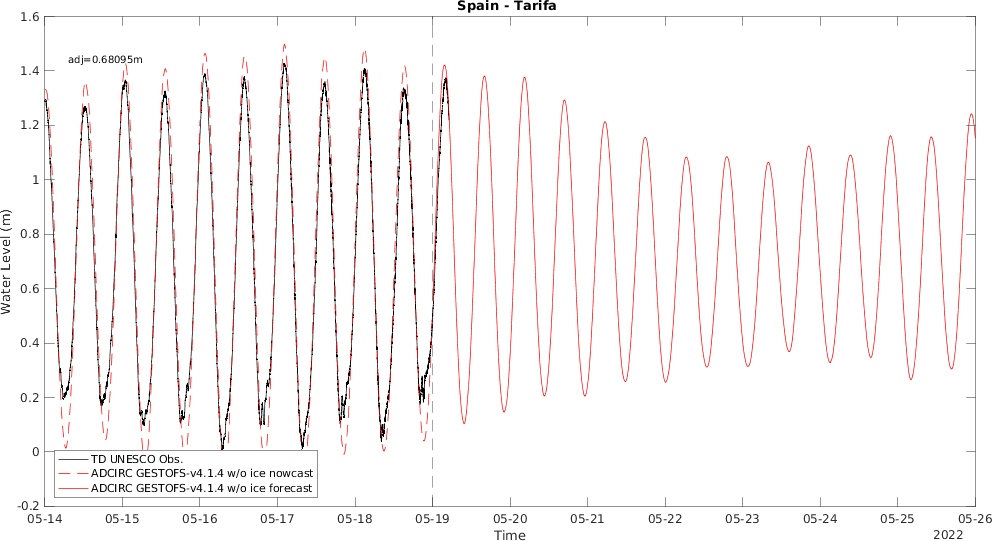 Spain - Tarifa
1.6
adj=0.68095m
1.4
1.2
1
0.8
0.6
0.4
0.2
0
-0.2
Water Level (m)
TD UNESCO Obs.
ADCIRC GESTOFS-v4.1.4 w/o ice nowcast
ADCIRC GESTOFS-v4.1.4 w/o ice forecast
05-14 05-15 05-16 05-17 05-18 05-19 05-20 05-21 05-22 05-23 05-24 05-25 05-26
Time
2022